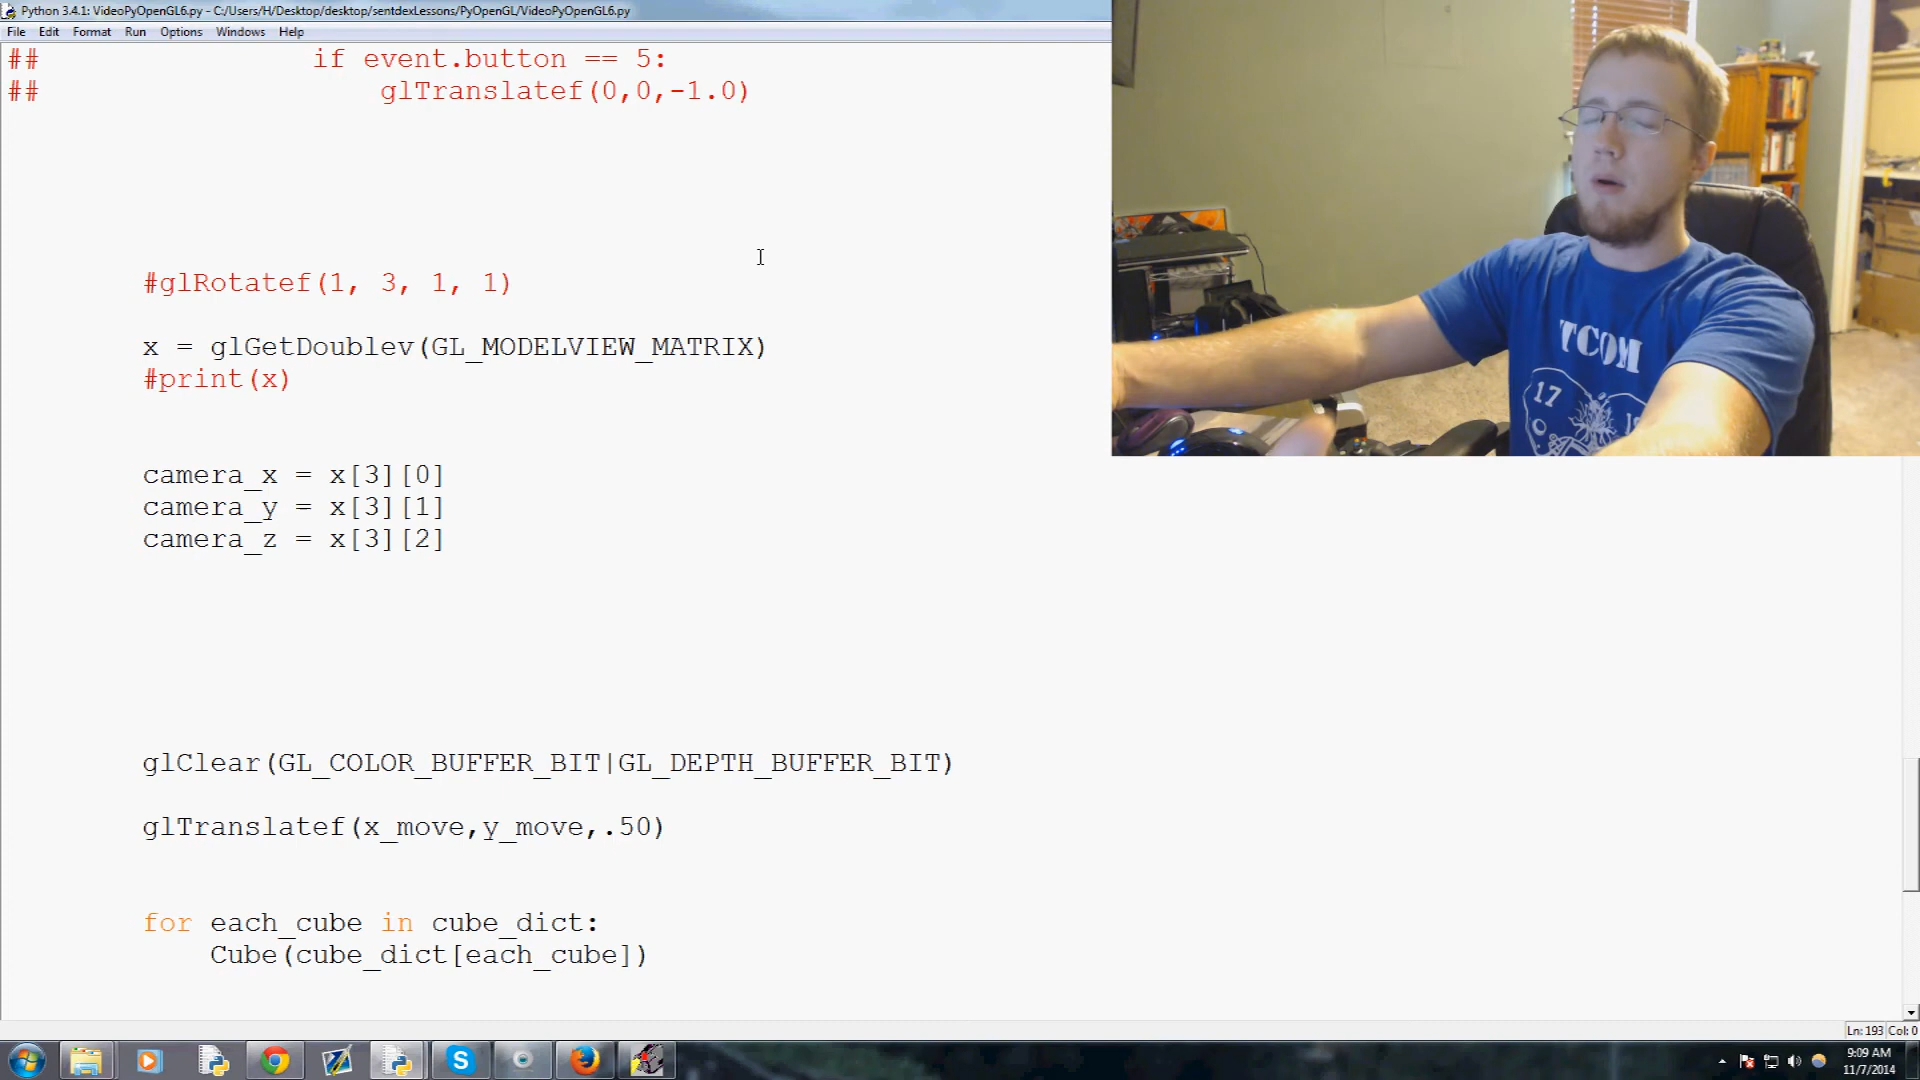 Python 3.4.1: VideoPyOpenGL6.py - C:/Users/H/Desktop/desktop/sentdexLessons/PyOpenGL/VideoPyOpenGL6.py
File Edit Format Run Options Windows Help
## if event.button == 5:
## glTranslatef(0,0,-1.0)
#glRotatef(1, 3, 1, 1)
x = glGetDoublev(GL_MODELVIEW_MATRIX)
#print(x)
camera_x = x[3][0]
camera_y = x[3][1]
camera_z = x[3][2]
glClear(GL_COLOR_BUFFER_BIT|GL_DEPTH_BUFFER_BIT)
glTranslatef(x_move,y_move,.50)
for each_cube in cube_dict:
Cube(cube_dict[each_cube])
TCOM
17
Ln: 193 Col: 0
9:09 AM
11/7/2014